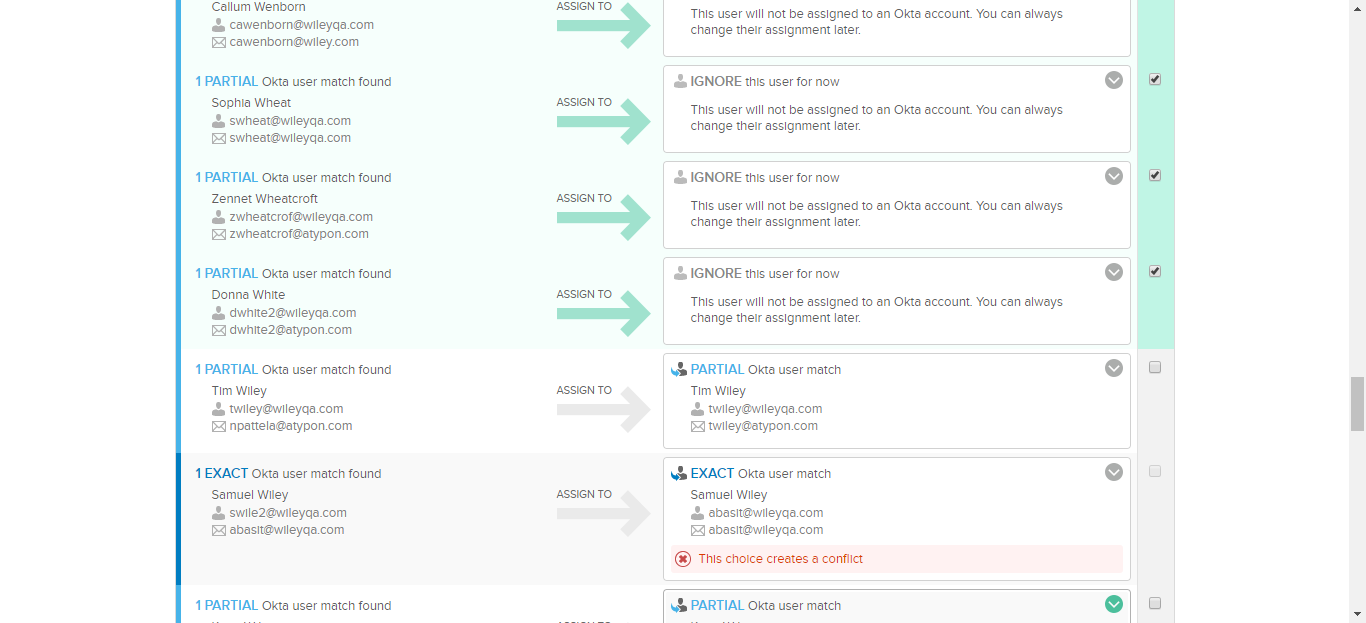 Callum Wenborn
cawenborn@wileyqa.com
cawenborn@wiley.com
ASSIGN TO
This user will not be assigned to an Okta account. You can always
change their assignment later.
1 PARTIAL Okta user match found
Sophia Wheat
swheat@wileyqa.com
swheat@wileyqa.com
ASSIGN TO
IGNORE this user for now
This user will not be assigned to an Okta account. You can always
change their assignment later.
1 PARTIAL Okta user match found
Zennet Wheatcroft
zwheatcrof@wileyqa.com
zwheatcrof@atypon.com
ASSIGN TO
IGNORE this user for now
This user will not be assigned to an Okta account. You can always
change their assignment later.
1 PARTIAL Okta user match found
Donna White
dwhite2@wileyqa.com
dwhite2@atypon.com
ASSIGN TO
IGNORE this user for now
This user will not be assigned to an Okta account. You can always
change their assignment later.
1 PARTIAL Okta user match found
Tim Wiley
twiley@wileyqa.com
npattela@atypon.com
ASSIGN TO
PARTIAL Okta user match
Tim Wiley
twiley@wileyqa.com
twiley@atypon.com
1 EXACT Okta user match found
Samuel Wiley
swile2@wileyqa.com
abasit@wileyqa.com
ASSIGN TO
EXACT Okta user match
Samuel Wiley
abasit@wileyqa.com
abasit@wileyqa.com
This choice creates a conflict
1 PARTIAL Okta user match found
PARTIAL Okta user match